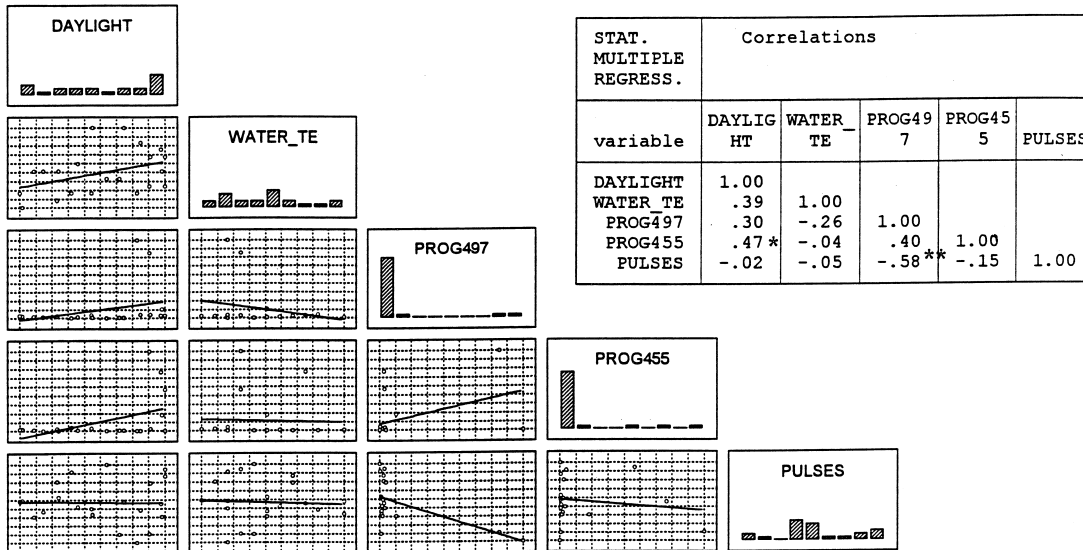 DAYLIGHT
WATER_TE
PROG497
PROG455
PULSES
STAT. Correlations
MULTIPLE
REGRESS.
DAYLIG WATER_ PROG49 PROG45
variable HT TE 7 5 PULSES
DAYLIGHT 1.00
WATER_TE .39 1.00
PROG497 .30 -.26 1.00
PROG455 .47 * -.04 .40 1.00
PULSES -.02 -.05 -.58 ** -.15 1.00